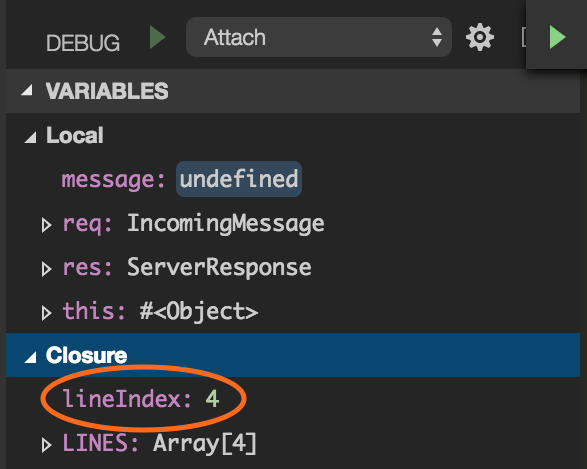 DEBUG Attach
VARIABLES
Local
message: undefined
req: IncomingMessage
res: ServerResponse
this: #<Object>
Closure
lineIndex: 4
LINES: Array[4]